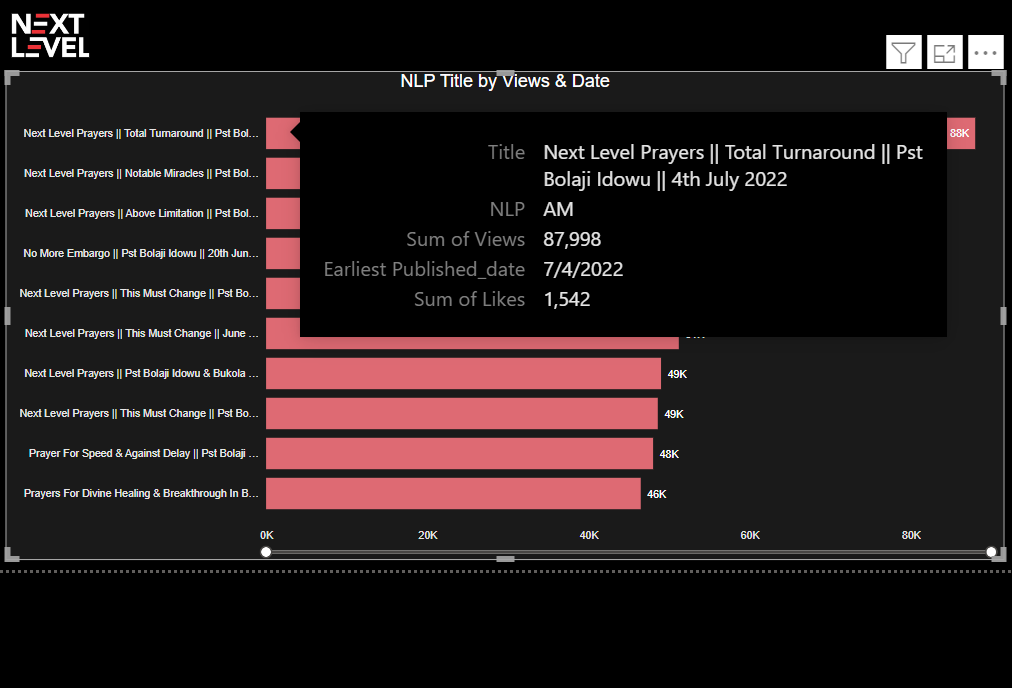 NEXT
LEVEL
NLP Title by Views & Date
Next Level Prayers || Total Turnaround || Pst Bol...
88K
Title Next Level Prayers || Total Turnaround || Pst
Bolaji Idowu || 4th July 2022
NLP AM
Sum of Views 87,998
Earliest Published_date 7/4/2022
Sum of Likes 1,542
Next Level Prayers || Notable Miracles || Pst Bol...
Next Level Prayers || Above Limitation || Pst Bol...
No More Embargo || Pst Bolaji Idowu || 20th Jun...
Next Level Prayers || This Must Change || Pst Bo...
Next Level Prayers || This Must Change || June ...
Next Level Prayers || Pst Bolaji Idowu & Bukola ...
49K
Next Level Prayers || This Must Change || Pst Bo...
49K
Prayer For Speed & Against Delay || Pst Bolaji ...
48K
Prayers For Divine Healing & Breakthrough In B...
46K
0K 20K 40K 60K 80K